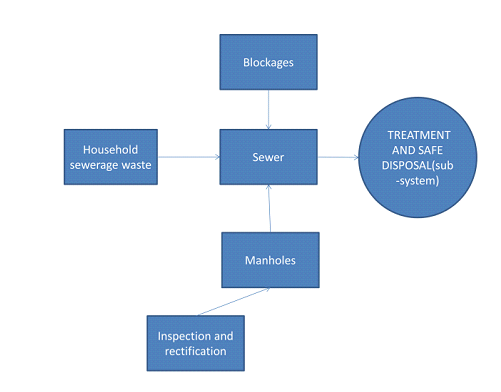 Blockages
Household
sewerage waste
Sewer
TREATMENT
AND SAFE
DISPOSAL(sub
-system)
Manholes
Inspection and
rectification